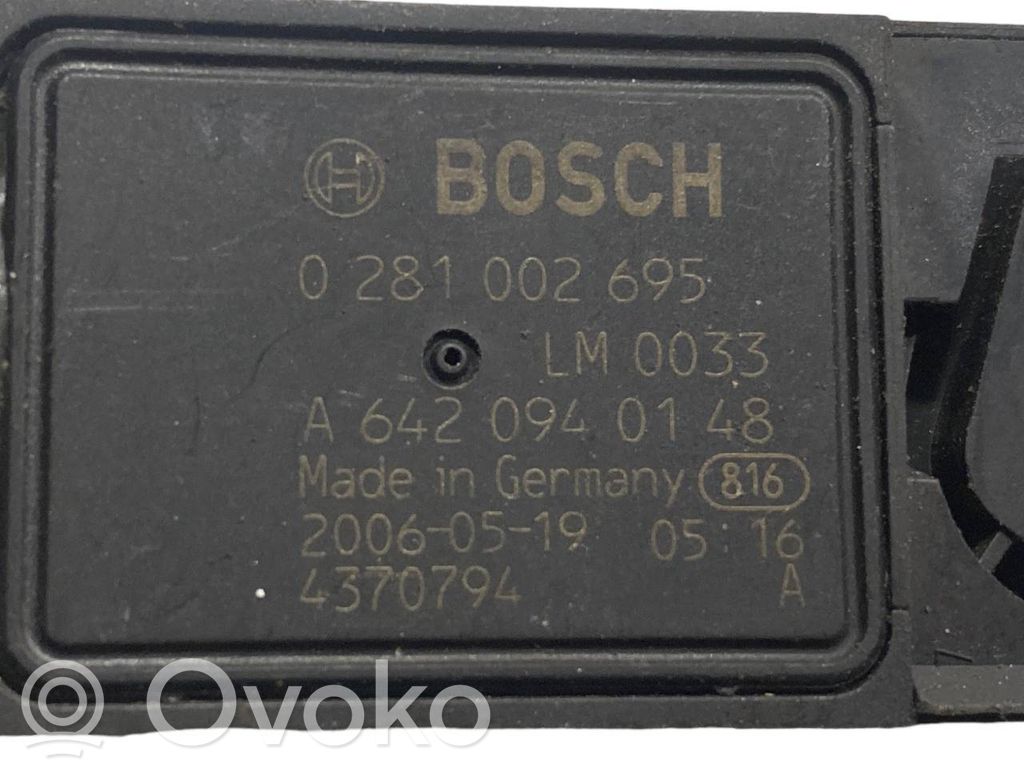 BOSCH
0 281 002 695
LM 0033
A 642 094 01 48
Made in Germany 816
2006-05-19 05:16
4370794 A
Ovoko